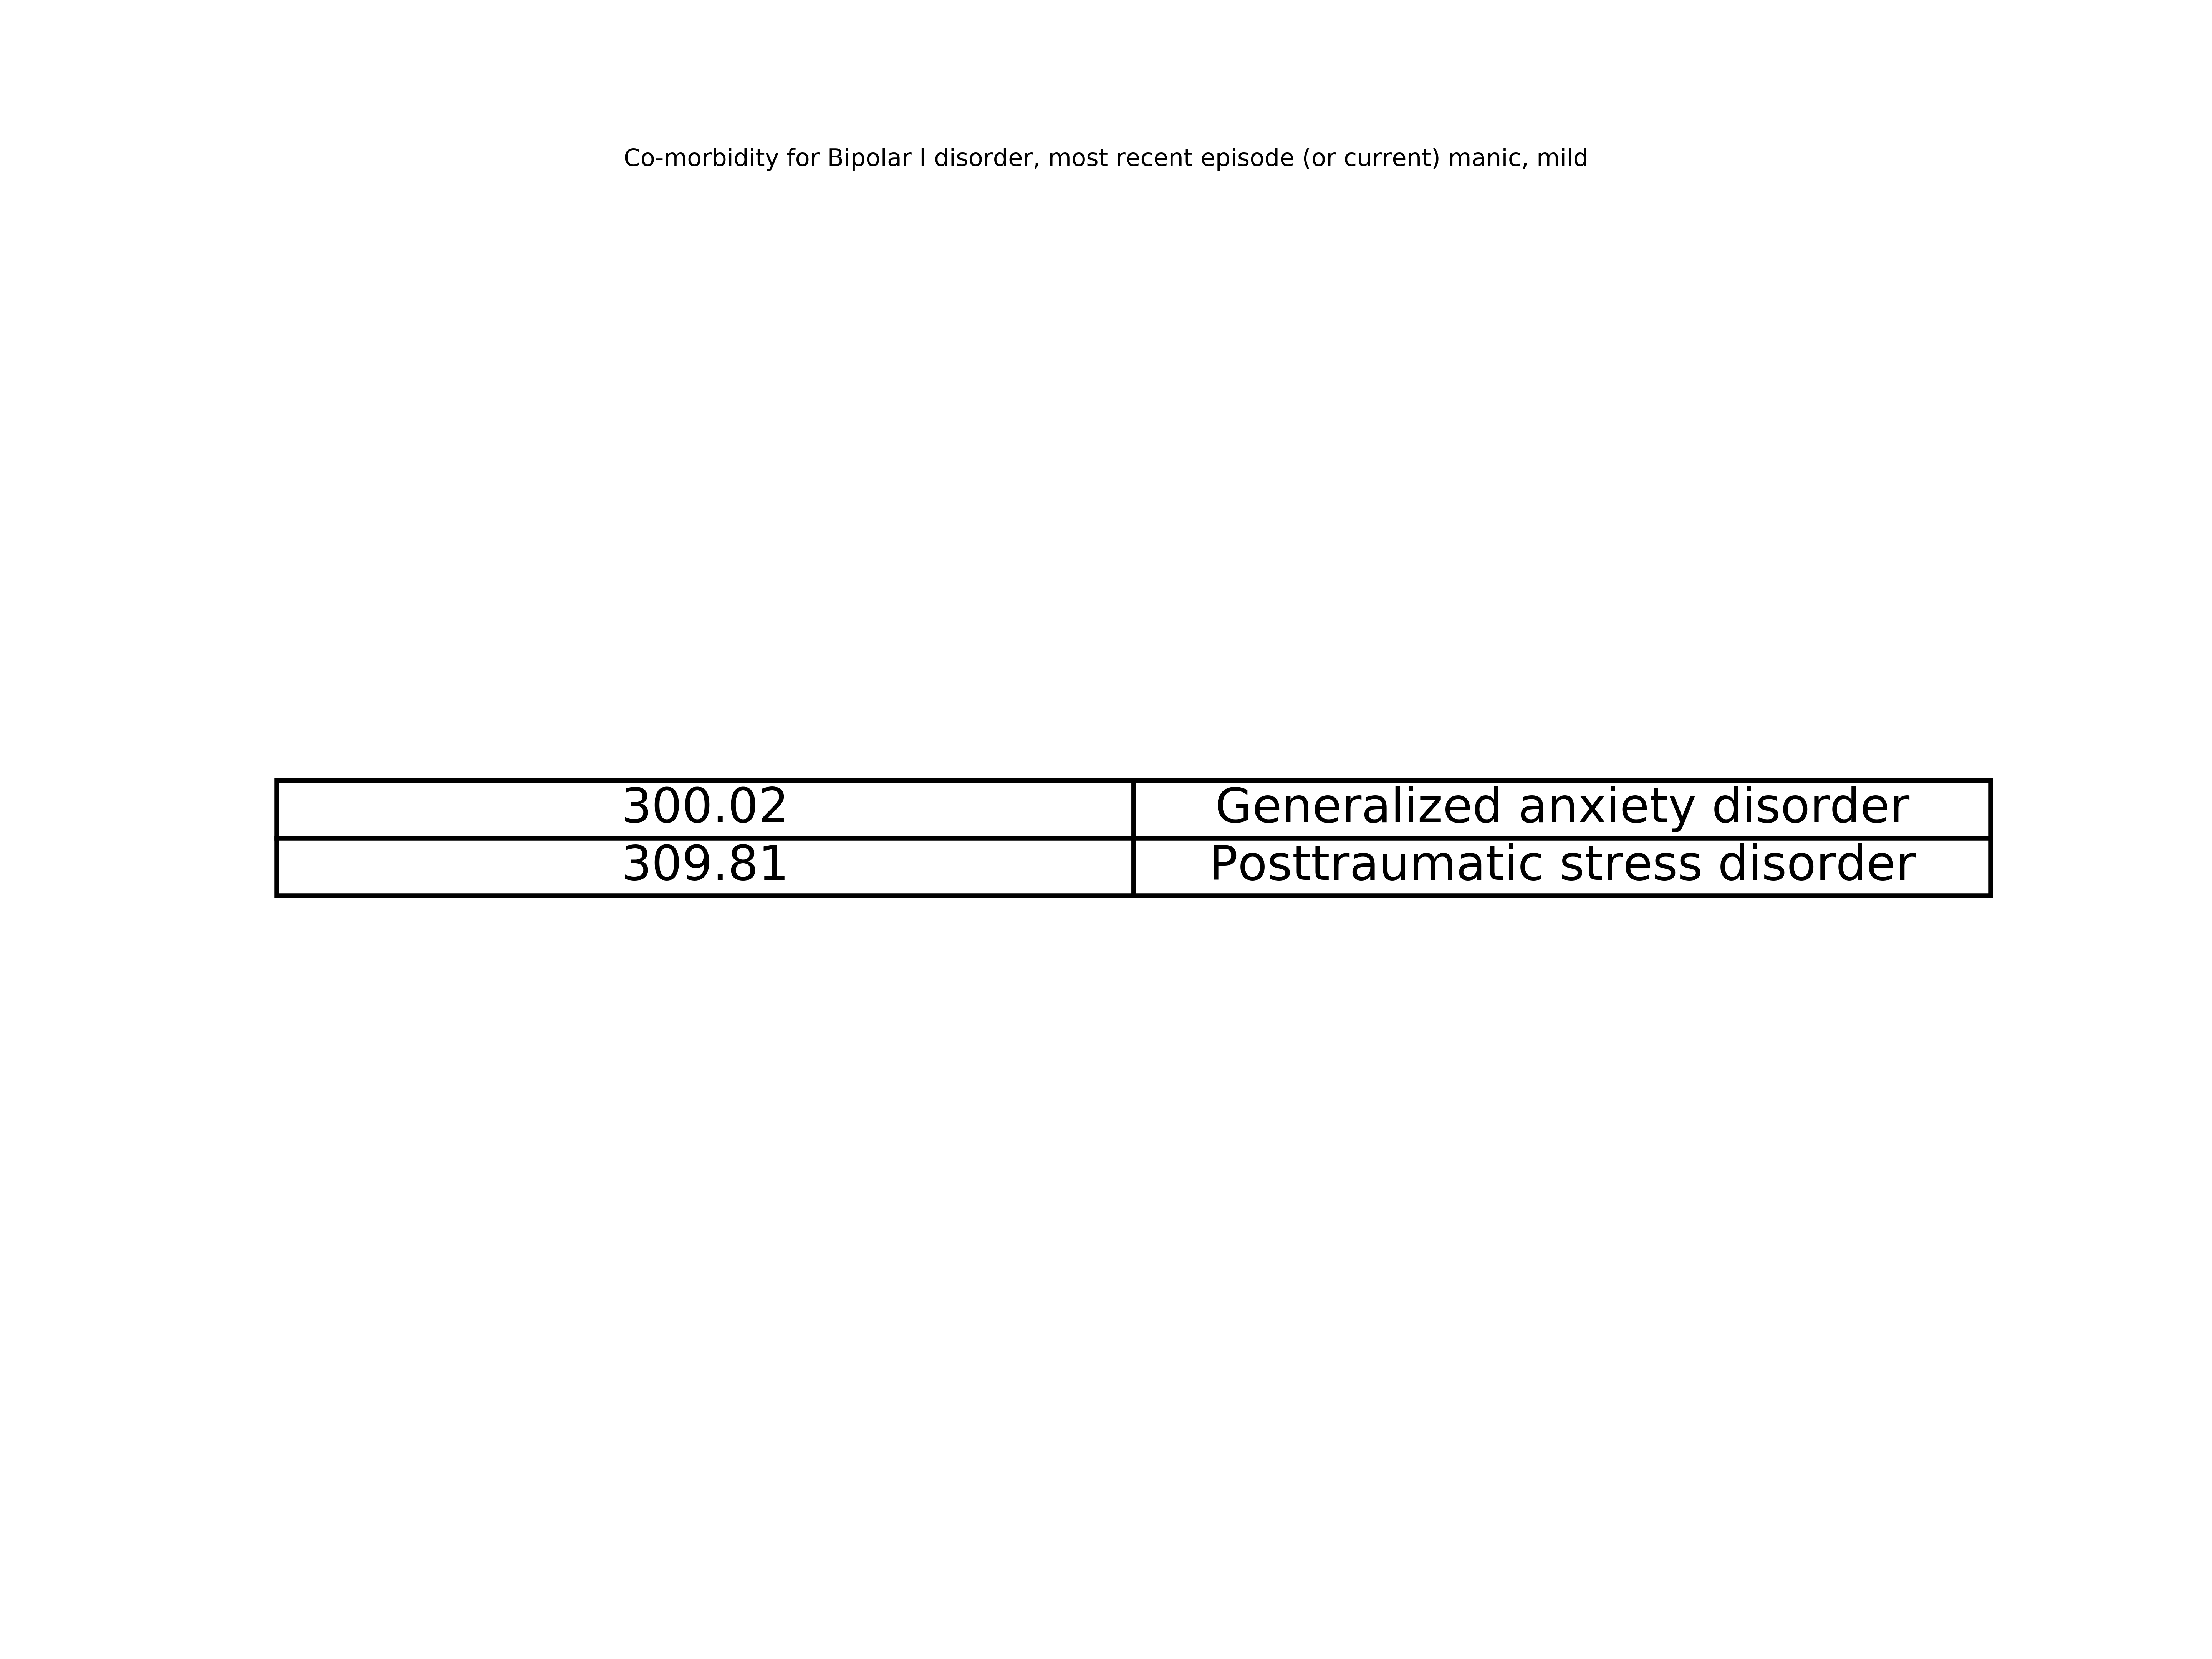 Co-morbidity for Bipolar I disorder, most recent episode (or current) manic, mild
300.02 Generalized anxiety disorder
309.81 Posttraumatic stress disorder